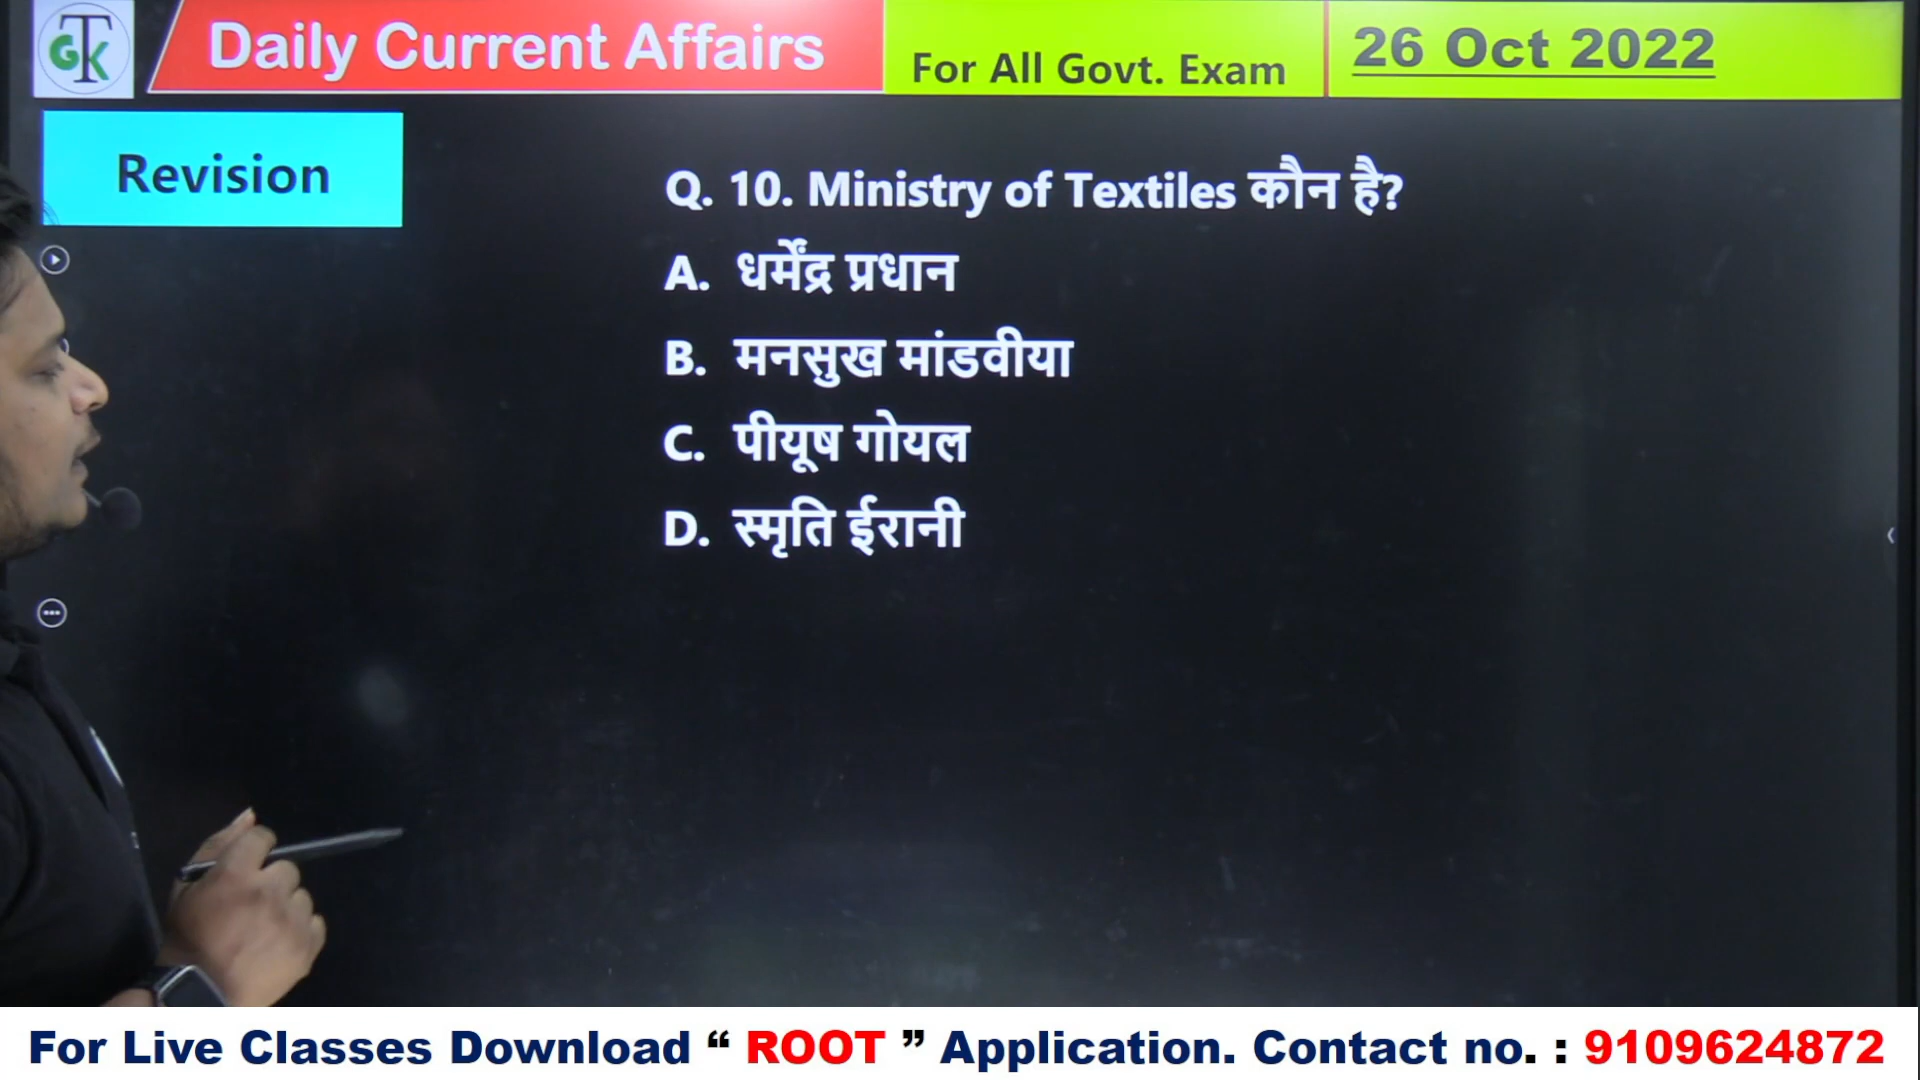 TGK
Daily Current Affairs
For All Govt. Exam
26 Oct 2022
Revision
Q. 10. Ministry of Textiles कौन है?
A. धर्मेंद्र प्रधान
B. मनसुख मांडवीया
C. पीयूष गोयल
D. स्मृति ईरानी
For Live Classes Download “ ROOT ” Application. Contact no. : 9109624872